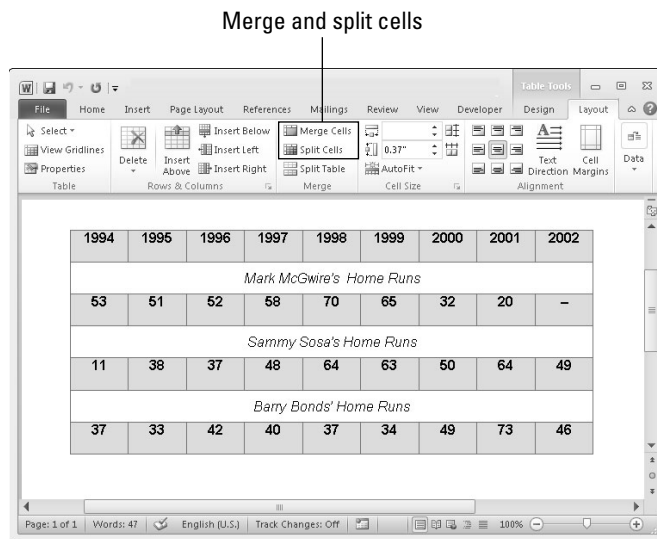 Merge and split cells
Table Tools
File Home Insert Page Layout References Mailings Review View Developer Design Layout
Select
View Gridlines
Properties
Table
Delete
Insert Above
Insert Below
Insert Left
Insert Right
Rows & Columns
Merge Cells
Split Cells
Split Table
Merge
0.37"
AutoFit
Cell Size
Text Direction
Cell Margins
Alignment
Data
1994 1995 1996 1997 1998 1999 2000 2001 2002
Mark McGwire's Home Runs
53 51 52 58 70 65 32 20 –
Sammy Sosa's Home Runs
11 38 37 48 64 63 50 64 49
Barry Bonds' Home Runs
37 33 42 40 37 34 49 73 46
Page: 1 of 1 Words: 47 English (U.S.) Track Changes: Off 100%